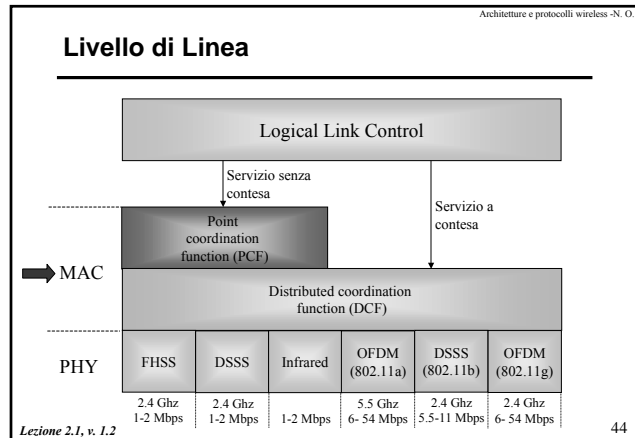 Architetture e protocolli wireless -N. O.
Livello di Linea
Logical Link Control
Servizio senza
contesa
Servizio a
contesa
Point
coordination
function (PCF)
MAC
Distributed coordination
function (DCF)
PHY
FHSS
DSSS
Infrared
OFDM
(802.11a)
DSSS
(802.11b)
OFDM
(802.11g)
2.4 Ghz
1-2 Mbps
2.4 Ghz
1-2 Mbps
1-2 Mbps
5.5 Ghz
6- 54 Mbps
2.4 Ghz
5.5-11 Mbps
2.4 Ghz
6- 54 Mbps
Lezione 2.1, v. 1.2
44